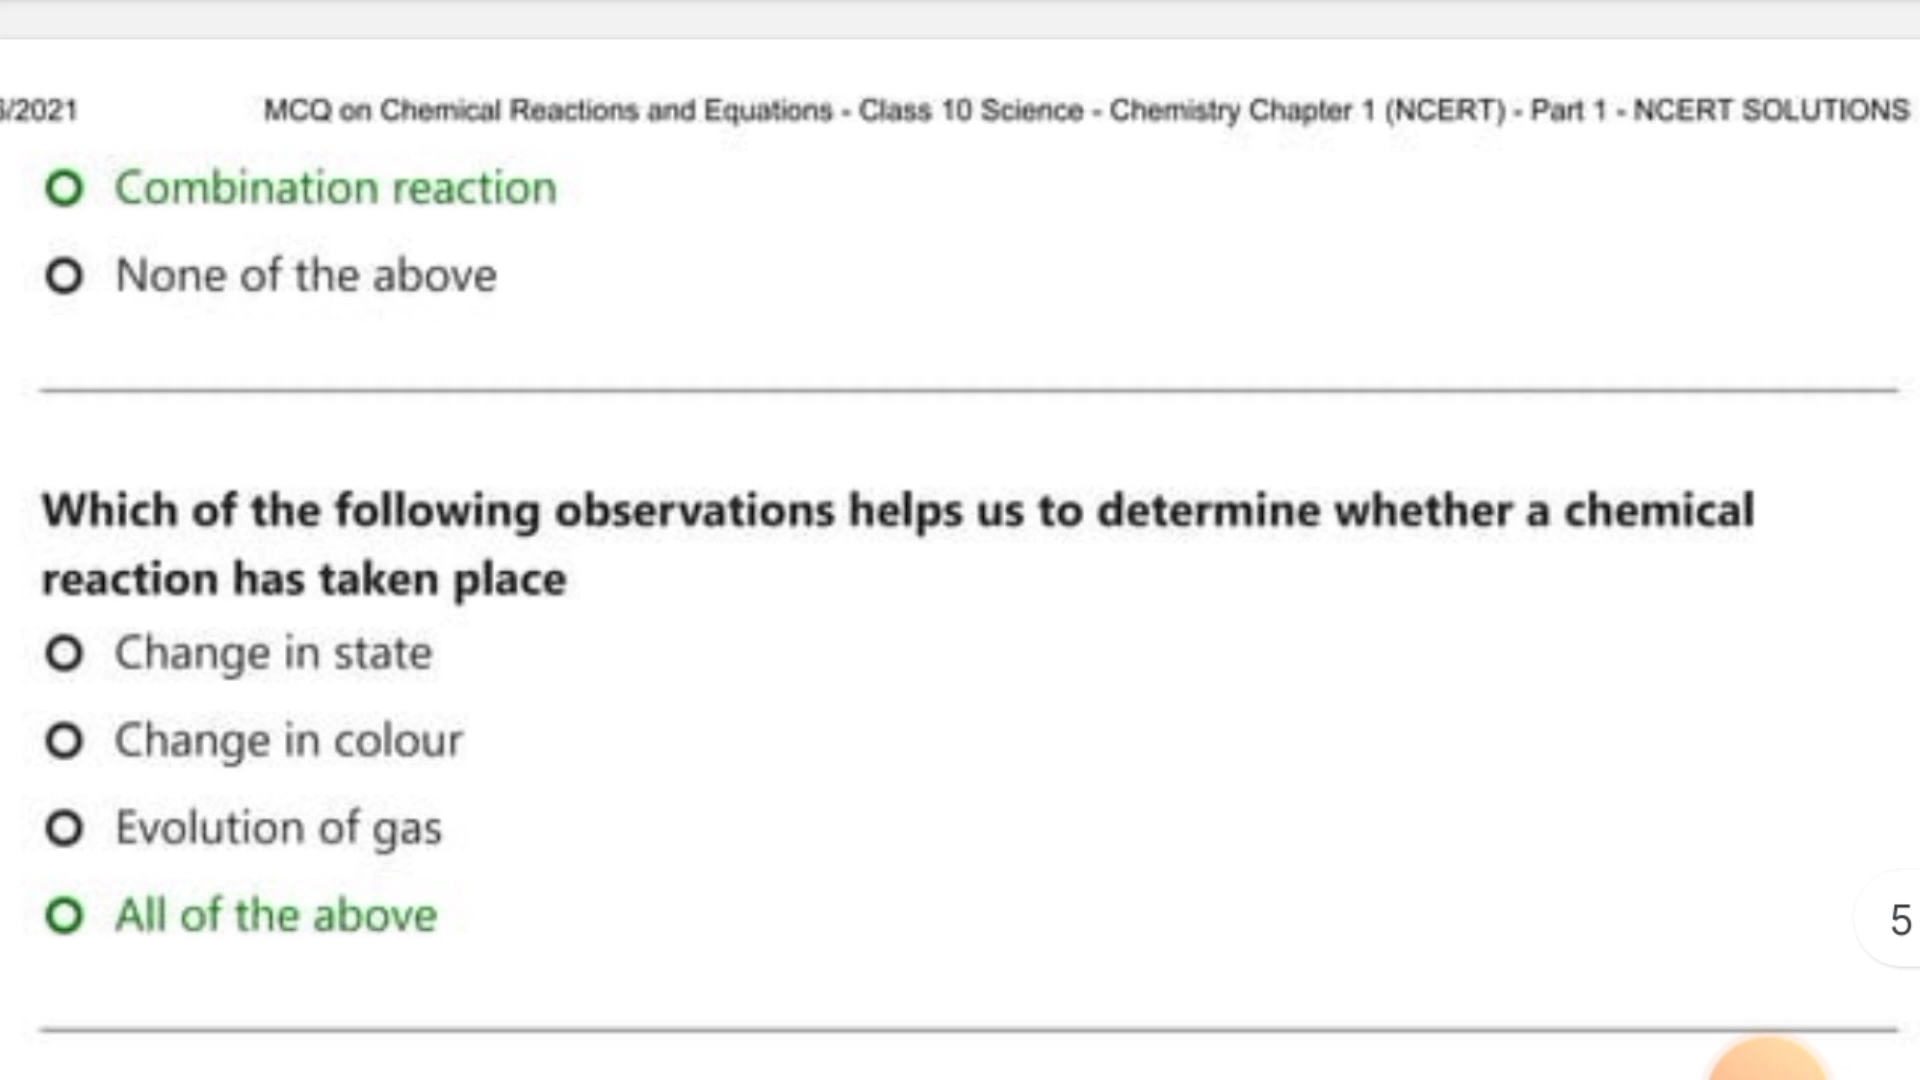 /2021 MCQ on Chemical Reactions and Equations - Class 10 Science - Chemistry Chapter 1 (NCERT) - Part 1 - NCERT SOLUTIONS
Combination reaction
None of the above
Which of the following observations helps us to determine whether a chemical
reaction has taken place
Change in state
Change in colour
Evolution of gas
All of the above
5